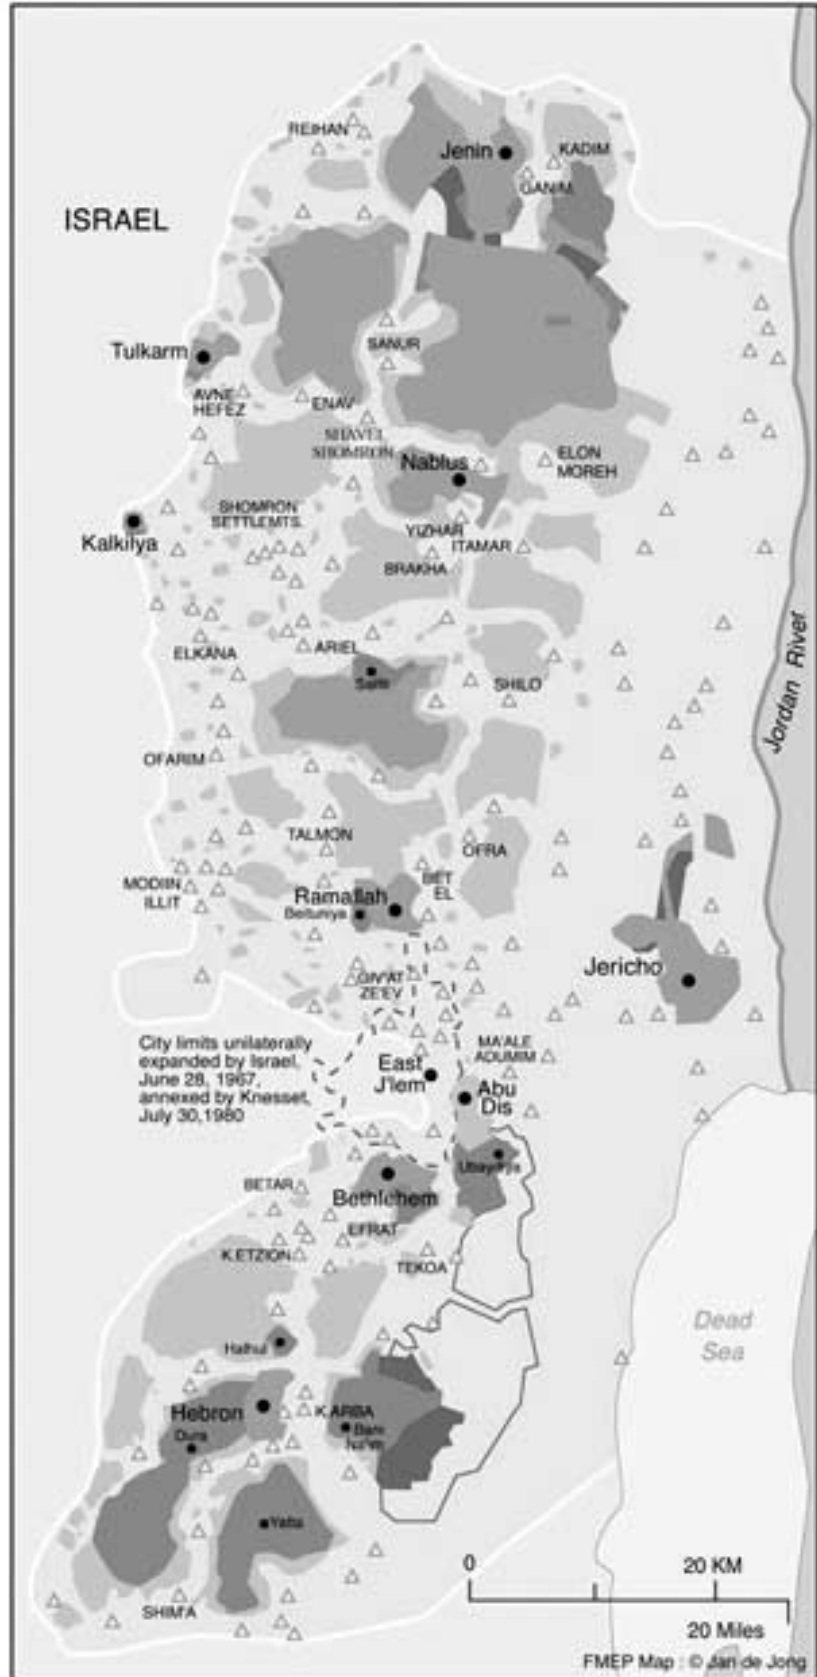 REIHAN
Jenin
KADIM
GANIM
ISRAEL
SANUR
Tulkarm
AVNE
HEFEZ
ENAV
SHAVEI
SHOMRON
Nablus
ELON
MOREH
SHOMRON
SETTLEMTS.
Kalkilya
YIZHAR
ITAMAR
BRAKHA
ELKANA
ARIEL
Salfit
SHILO
Jordan River
OFARIM
TALMON
OFRA
BET
EL
MODIIN
ILLIT
Ramallah
Beituniya
Jericho
GIV'AT
ZE'EV
City limits unilaterally
expanded by Israel,
June 28, 1967,
annexed by Knesset,
July 30,1980
MA'ALE
ADUMIM
East
J'lem
Abu
Dis
Ubaydiya
BETAR
Bethlehem
EFRAT
K.ETZION
TEKOA
Dead
Sea
Halhul
Hebron
K.ARBA
Dura
Bani
Na'im
Yatta
SHIM'A
0
20 KM
20 Miles
FMEP Map : © Jan de Jong